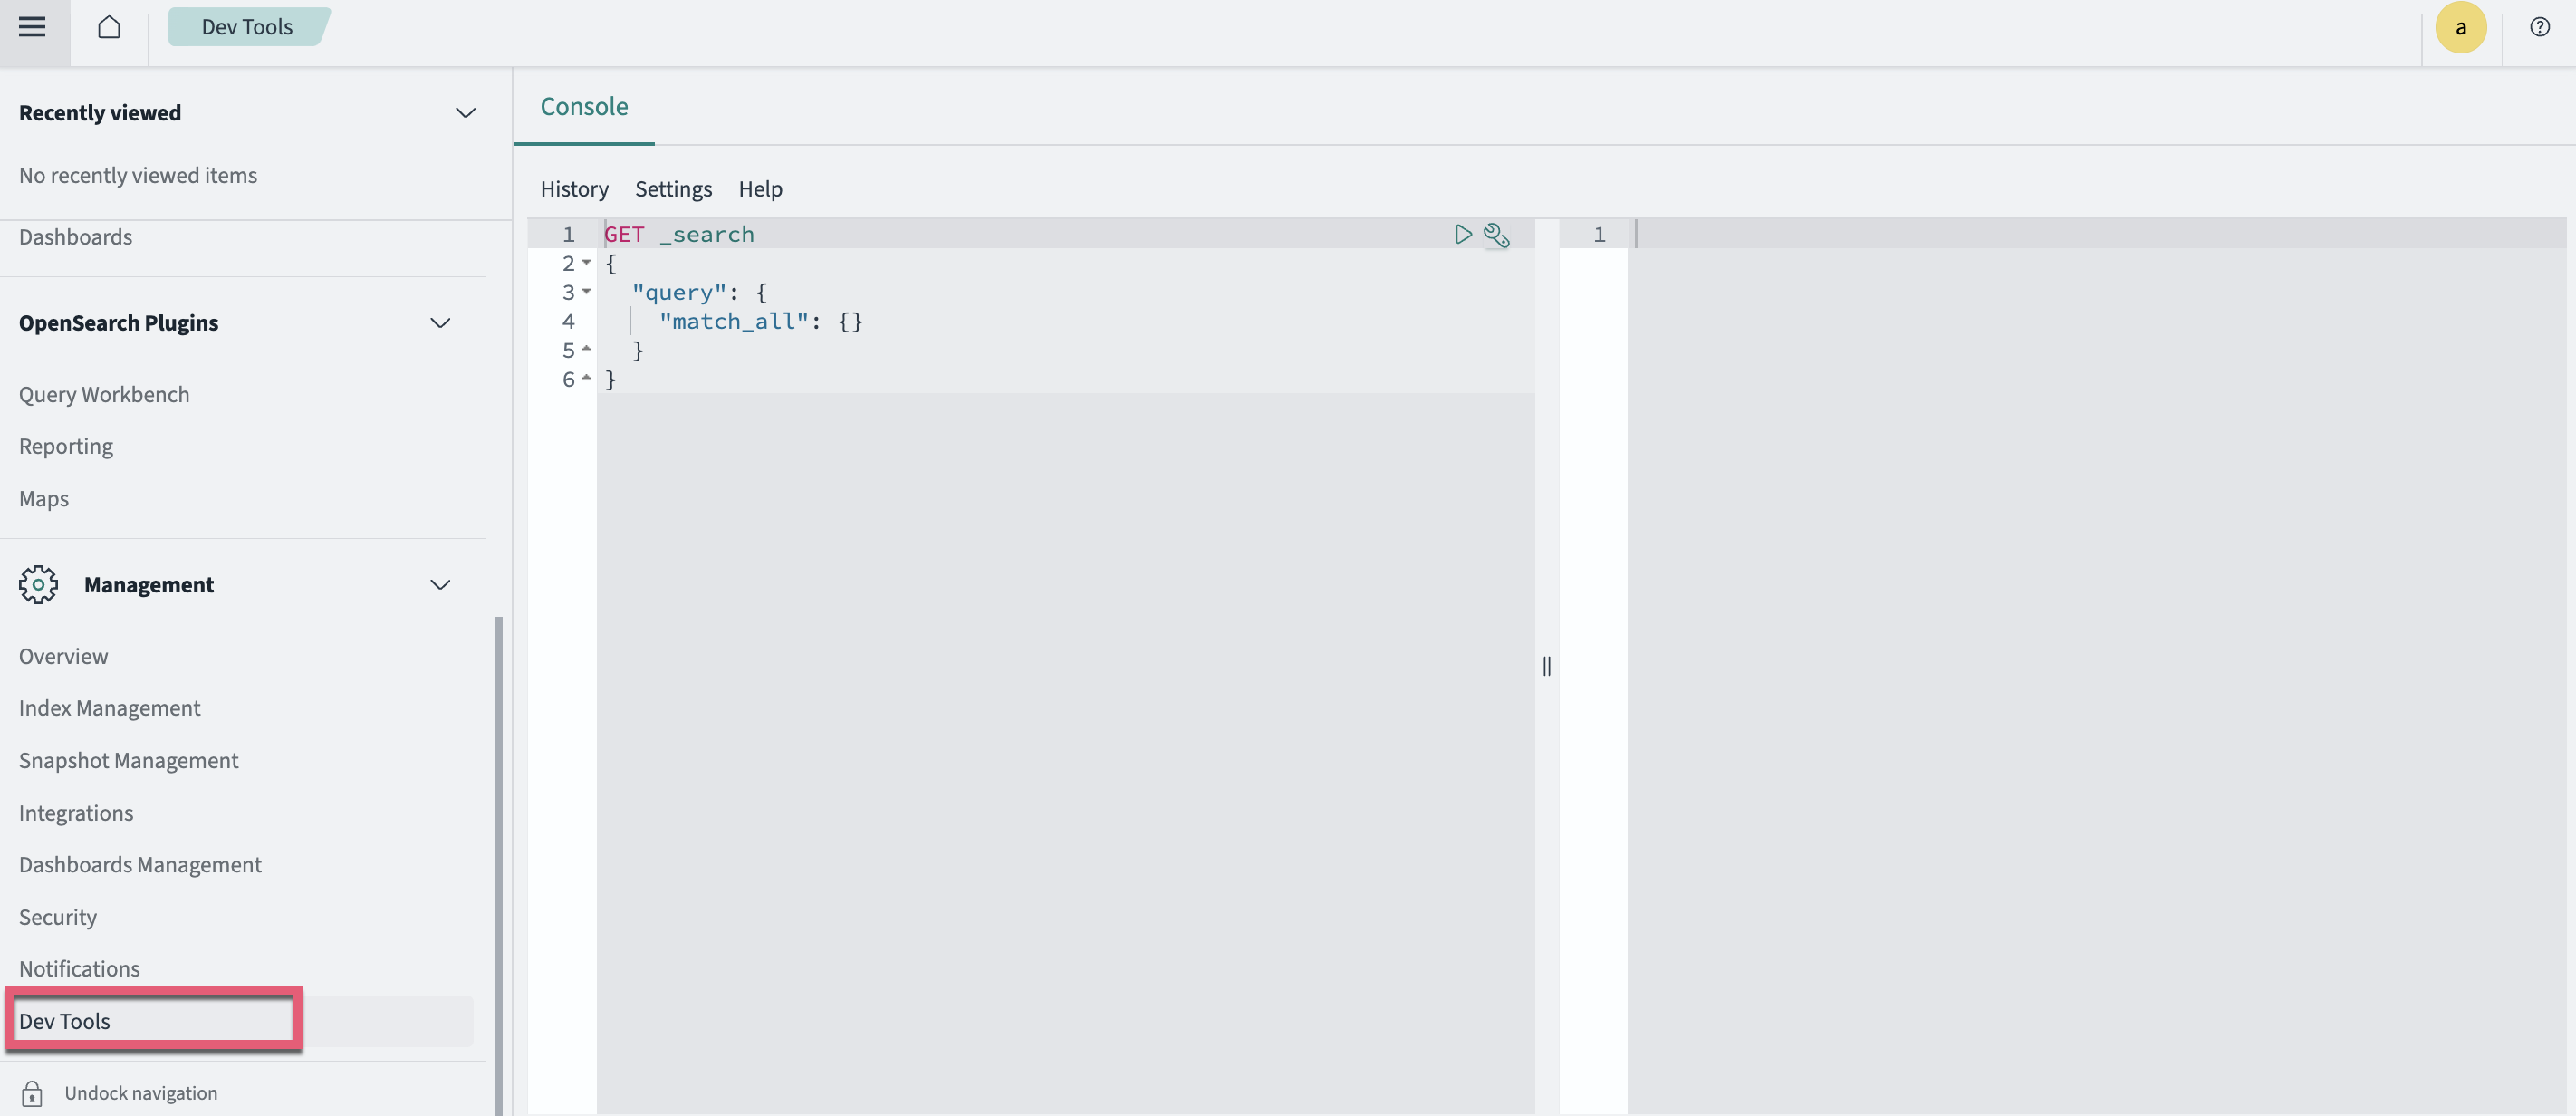 Dev Tools
a
Recently viewed
No recently viewed items
Dashboards
OpenSearch Plugins
Query Workbench
Reporting
Maps
Management
Overview
Index Management
Snapshot Management
Integrations
Dashboards Management
Security
Notifications
Dev Tools
Undock navigation
Console
History Settings Help
1 GET _search
2 {
3 "query": {
4 "match_all": {}
5 }
6 }
1